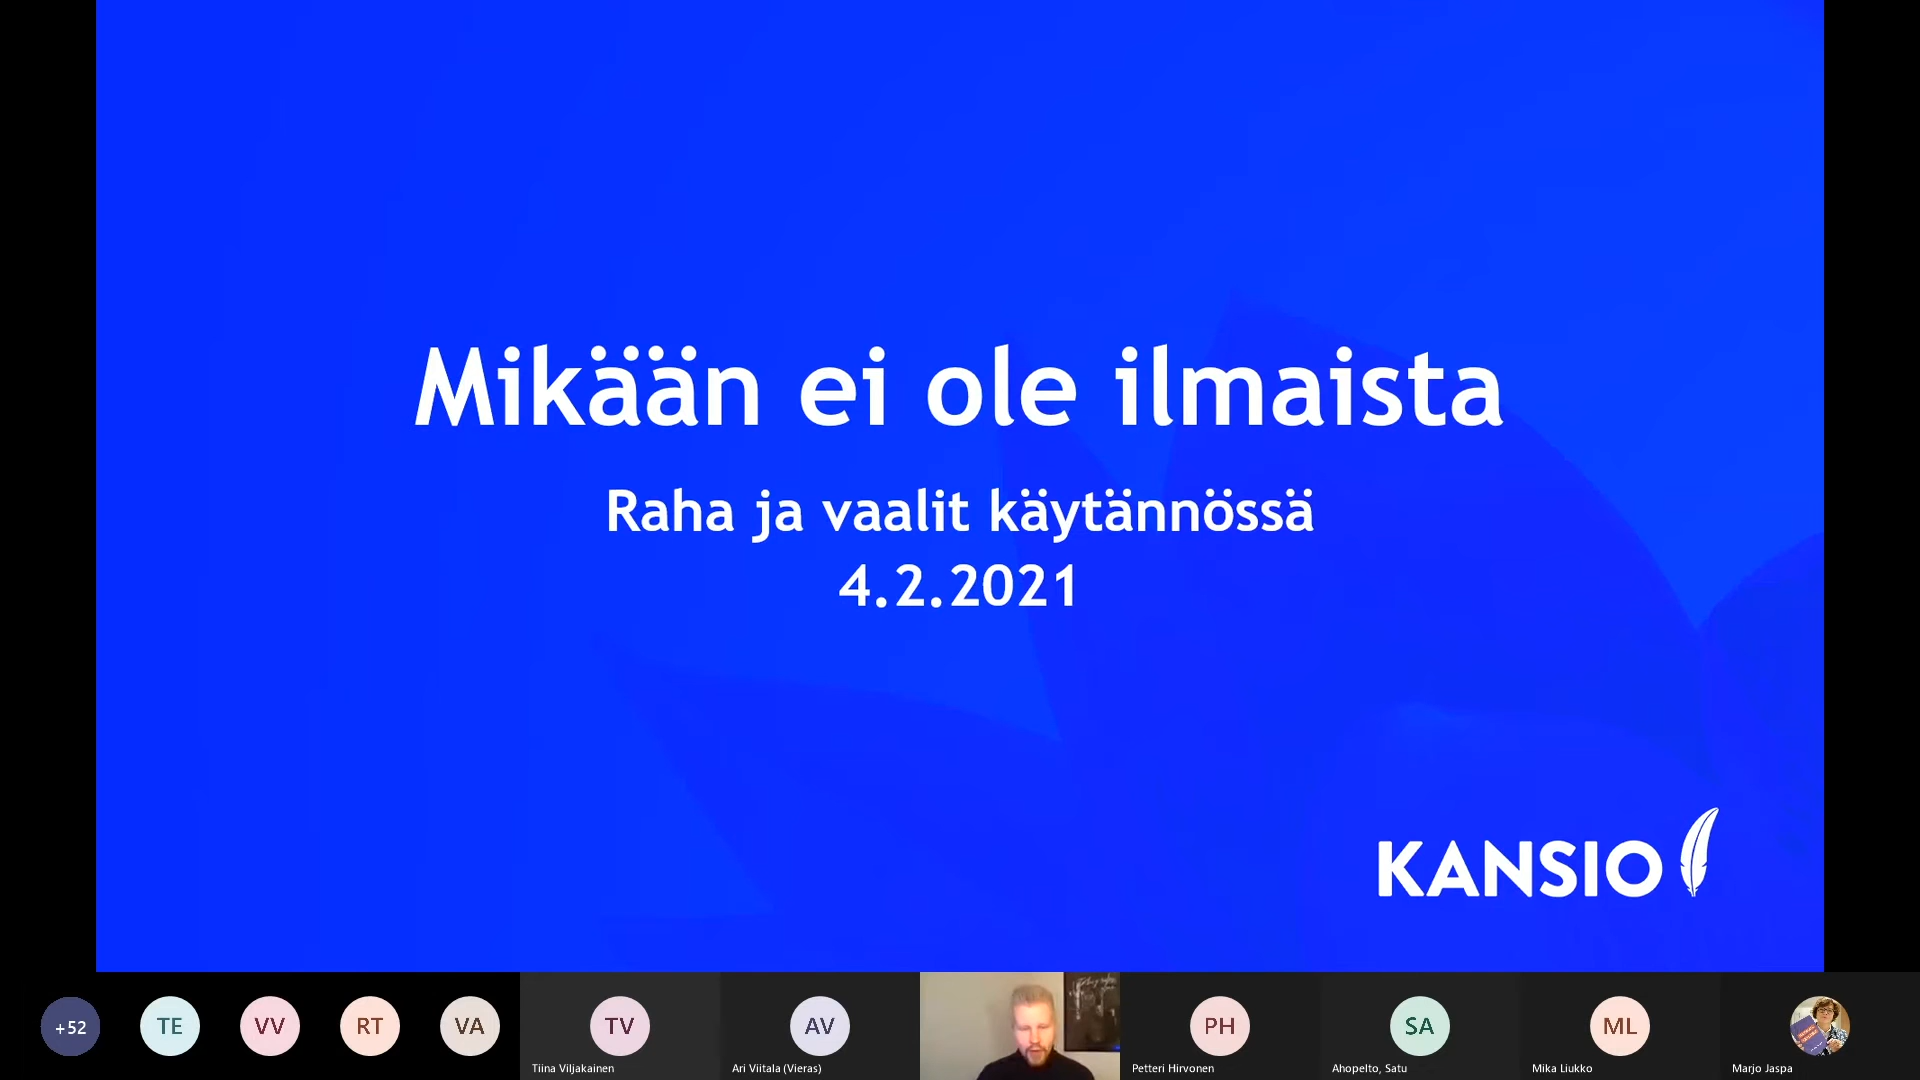 Mikään ei ole ilmaista
Raha ja vaalit käytännössä
4.2.2021
KANSIO
+52
TE
VV
RT
VA
TV
AV
PH
SA
ML
Tiina Viljakainen
Ari Viitala (Vieras)
Petteri Hirvonen
Ahopelto, Satu
Mika Liukko
Marjo Jaspa